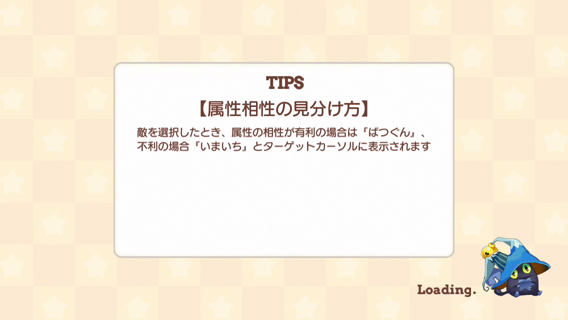 TIPS
【属性相性の見分け方】
敵を選択したとき、属性の相性が有利の場合は「ばつぐん」、
不利の場合「いまいち」とターゲットカーソルに表示されます
Loading.